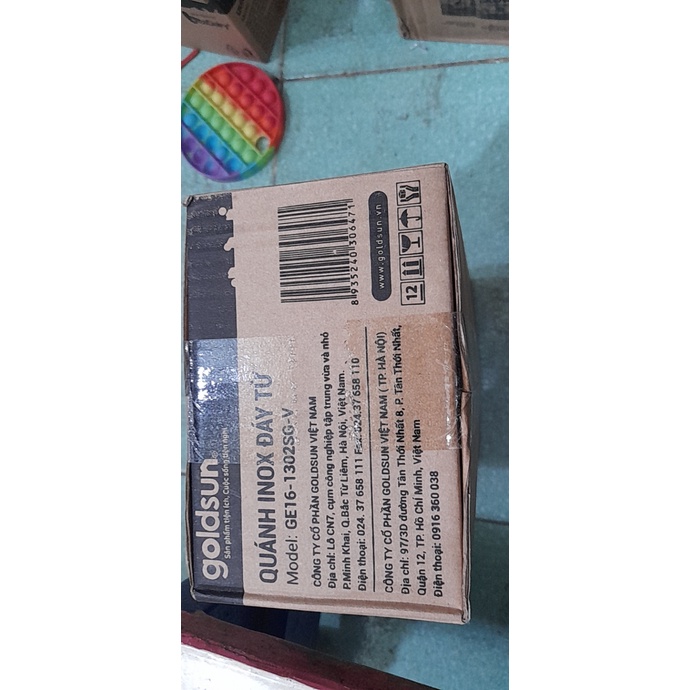 goldsun
Sản phẩm tiện ích, Cuộc sống tiện nghi
QUÁNH INOX ĐÁY TỪ
Model: GE16-1302SG-V
CÔNG TY CỔ PHẦN GOLDSUN VIỆT NAM
Địa chỉ: Lô CN7, cụm công nghiệp tập trung vừa và nhỏ
P.Minh Khai, Q.Bắc Từ Liêm, Hà Nội, Việt Nam.
Điện thoại: 024. 37 658 111 Fax: 024.37 658 110
CÔNG TY CỔ PHẦN GOLDSUN VIỆT NAM ( TP. HÀ NỘI)
Địa chỉ: 97/3D đường Tân Thới Nhất 8, P. Tân Thới Nhất,
Quận 12, TP. Hồ Chí Minh, Việt Nam
Điện thoại: 0916 360 038
8 935240 306471
www.goldsun.vn
12